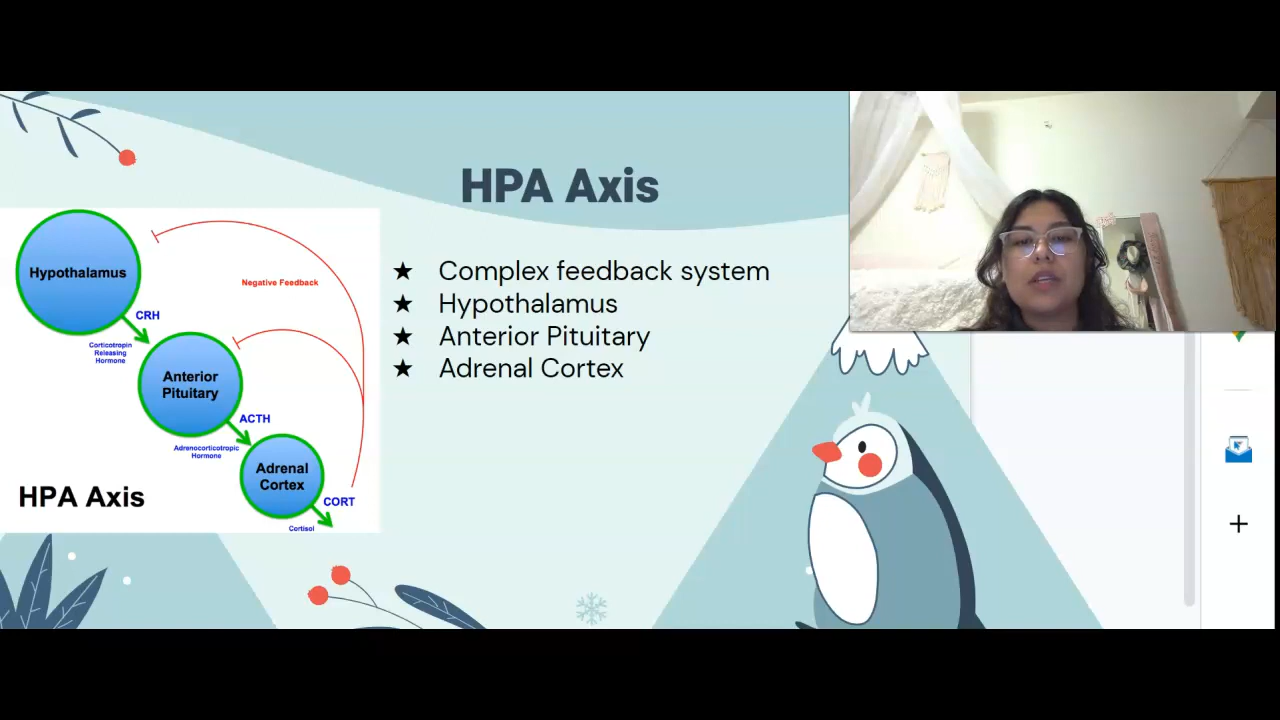 HPA Axis
Hypothalamus
Negative Feedback
CRH
Corticotropin
Releasing
Hormone
Anterior
Pituitary
ACTH
Adrenocorticotropic
Hormone
Adrenal
Cortex
CORT
Cortisol
HPA Axis
★ Complex feedback system
★ Hypothalamus
★ Anterior Pituitary
★ Adrenal Cortex